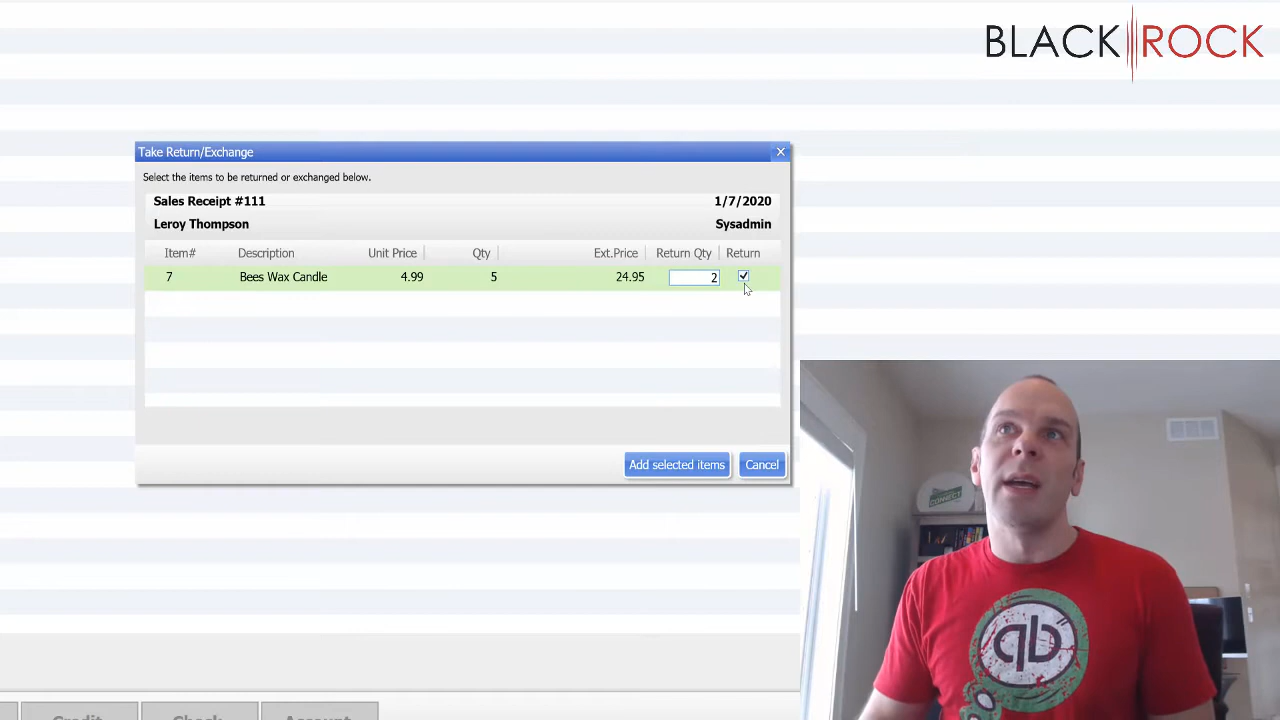 BLACK ROCK
Take Return/Exchange
Select the items to be returned or exchanged below.
Sales Receipt #111 1/7/2020
Leroy Thompson Sysadmin
Item# Description Unit Price Qty Ext.Price Return Qty Return
7 Bees Wax Candle 4.99 5 24.95 2
Add selected items Cancel
CONNECT
qb
Credit Check Account